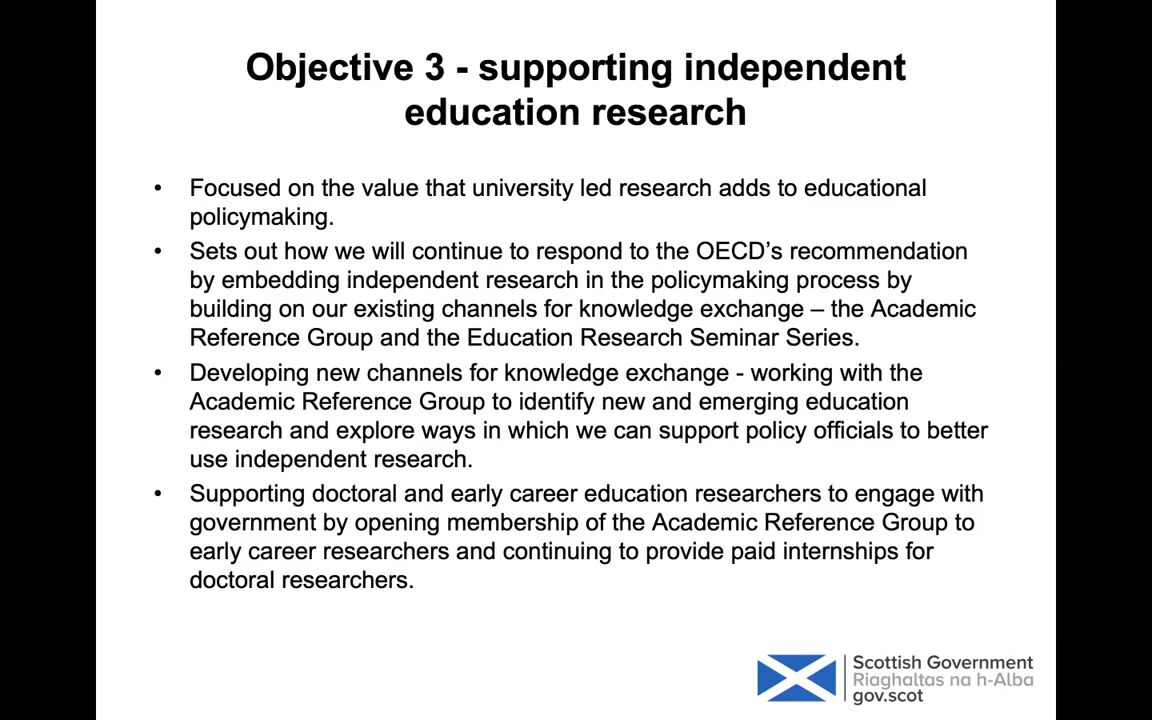 Objective 3 - supporting independent
education research
• Focused on the value that university led research adds to educational
policymaking.
• Sets out how we will continue to respond to the OECD’s recommendation
by embedding independent research in the policymaking process by
building on our existing channels for knowledge exchange – the Academic
Reference Group and the Education Research Seminar Series.
• Developing new channels for knowledge exchange - working with the
Academic Reference Group to identify new and emerging education
research and explore ways in which we can support policy officials to better
use independent research.
• Supporting doctoral and early career education researchers to engage with
government by opening membership of the Academic Reference Group to
early career researchers and continuing to provide paid internships for
doctoral researchers.
Scottish Government
Riaghaltas na h-Alba
gov.scot